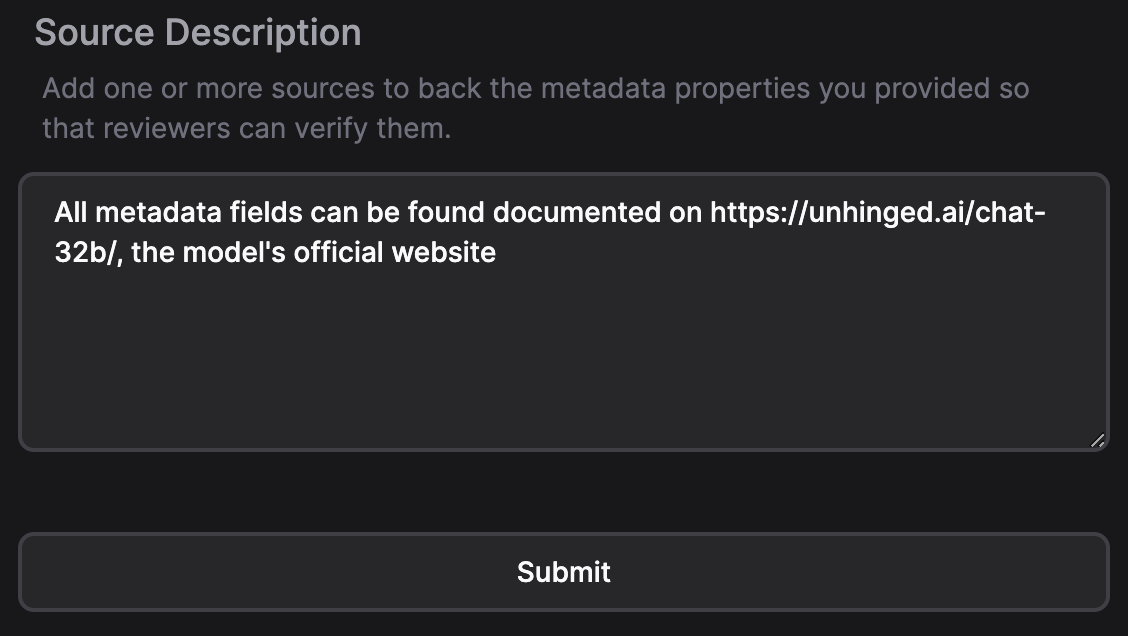 Source Description
Add one or more sources to back the metadata properties you provided so
that reviewers can verify them.
All metadata fields can be found documented on https://unhinged.ai/chat-
32b/, the model's official website
Submit